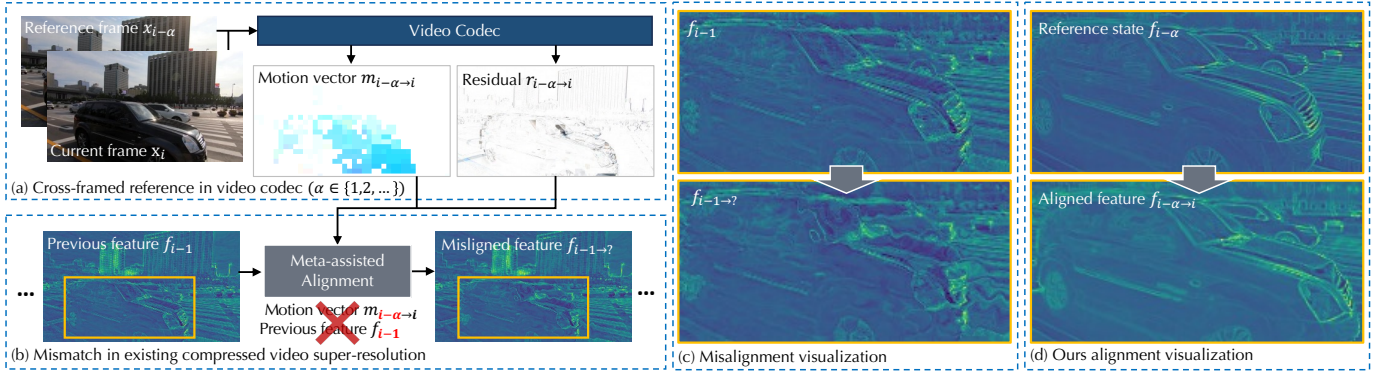 Reference frame x_{i−α}
Current frame x_i
Video Codec
Motion vector m_{i−α→i}
Residual r_{i−α→i}
(a) Cross-framed reference in video codec (α ∈ {1,2, … })
Previous feature f_{i−1}
...
Meta-assisted
Alignment
Misligned feature f_{i−1→?}
...
Motion vector m_{i−α→i}
Previous feature f_{i−1}
(b) Mismatch in existing compressed video super-resolution
f_{i−1}
f_{i−1→?}
(c) Misalignment visualization
Reference state f_{i−α}
Aligned feature f_{i−α→i}
(d) Ours alignment visualization